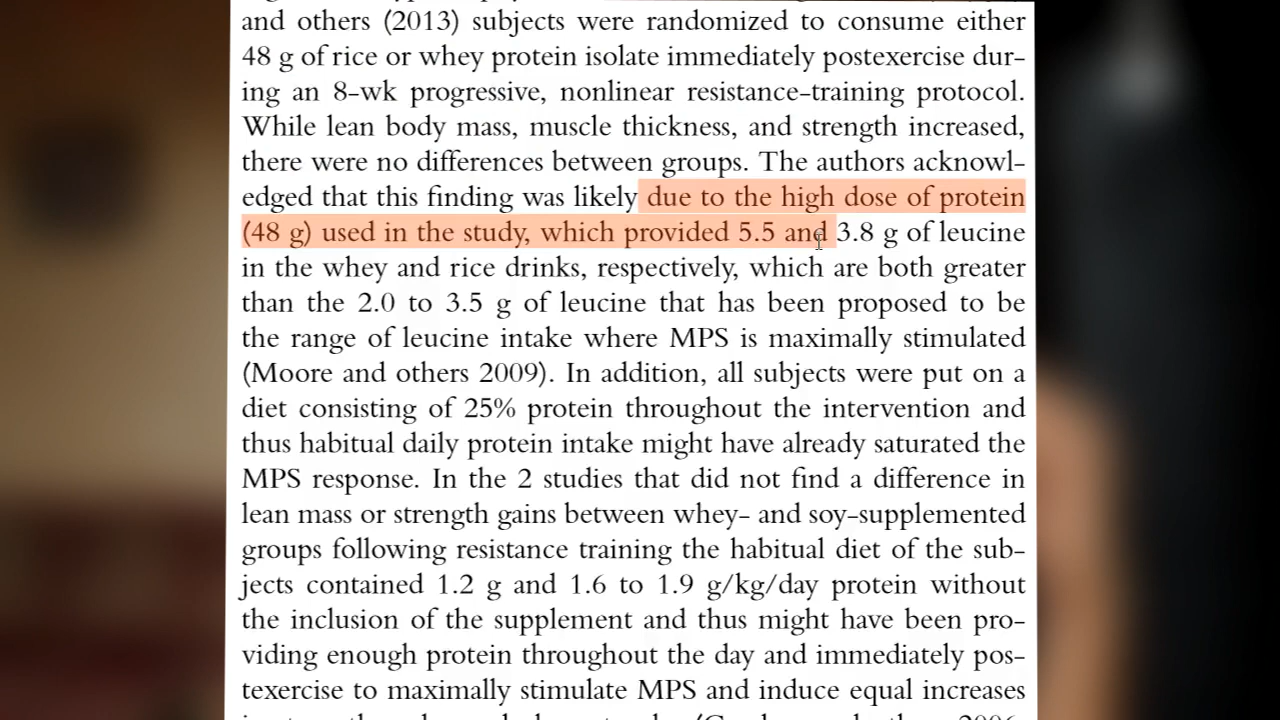 and others (2013) subjects were randomized to consume either
48 g of rice or whey protein isolate immediately postexercise dur-
ing an 8-wk progressive, nonlinear resistance-training protocol.
While lean body mass, muscle thickness, and strength increased,
there were no differences between groups. The authors acknowl-
edged that this finding was likely due to the high dose of protein
(48 g) used in the study, which provided 5.5 and 3.8 g of leucine
in the whey and rice drinks, respectively, which are both greater
than the 2.0 to 3.5 g of leucine that has been proposed to be
the range of leucine intake where MPS is maximally stimulated
(Moore and others 2009). In addition, all subjects were put on a
diet consisting of 25% protein throughout the intervention and
thus habitual daily protein intake might have already saturated the
MPS response. In the 2 studies that did not find a difference in
lean mass or strength gains between whey- and soy-supplemented
groups following resistance training the habitual diet of the sub-
jects contained 1.2 g and 1.6 to 1.9 g/kg/day protein without
the inclusion of the supplement and thus might have been pro-
viding enough protein throughout the day and immediately pos-
texercise to maximally stimulate MPS and induce equal increases